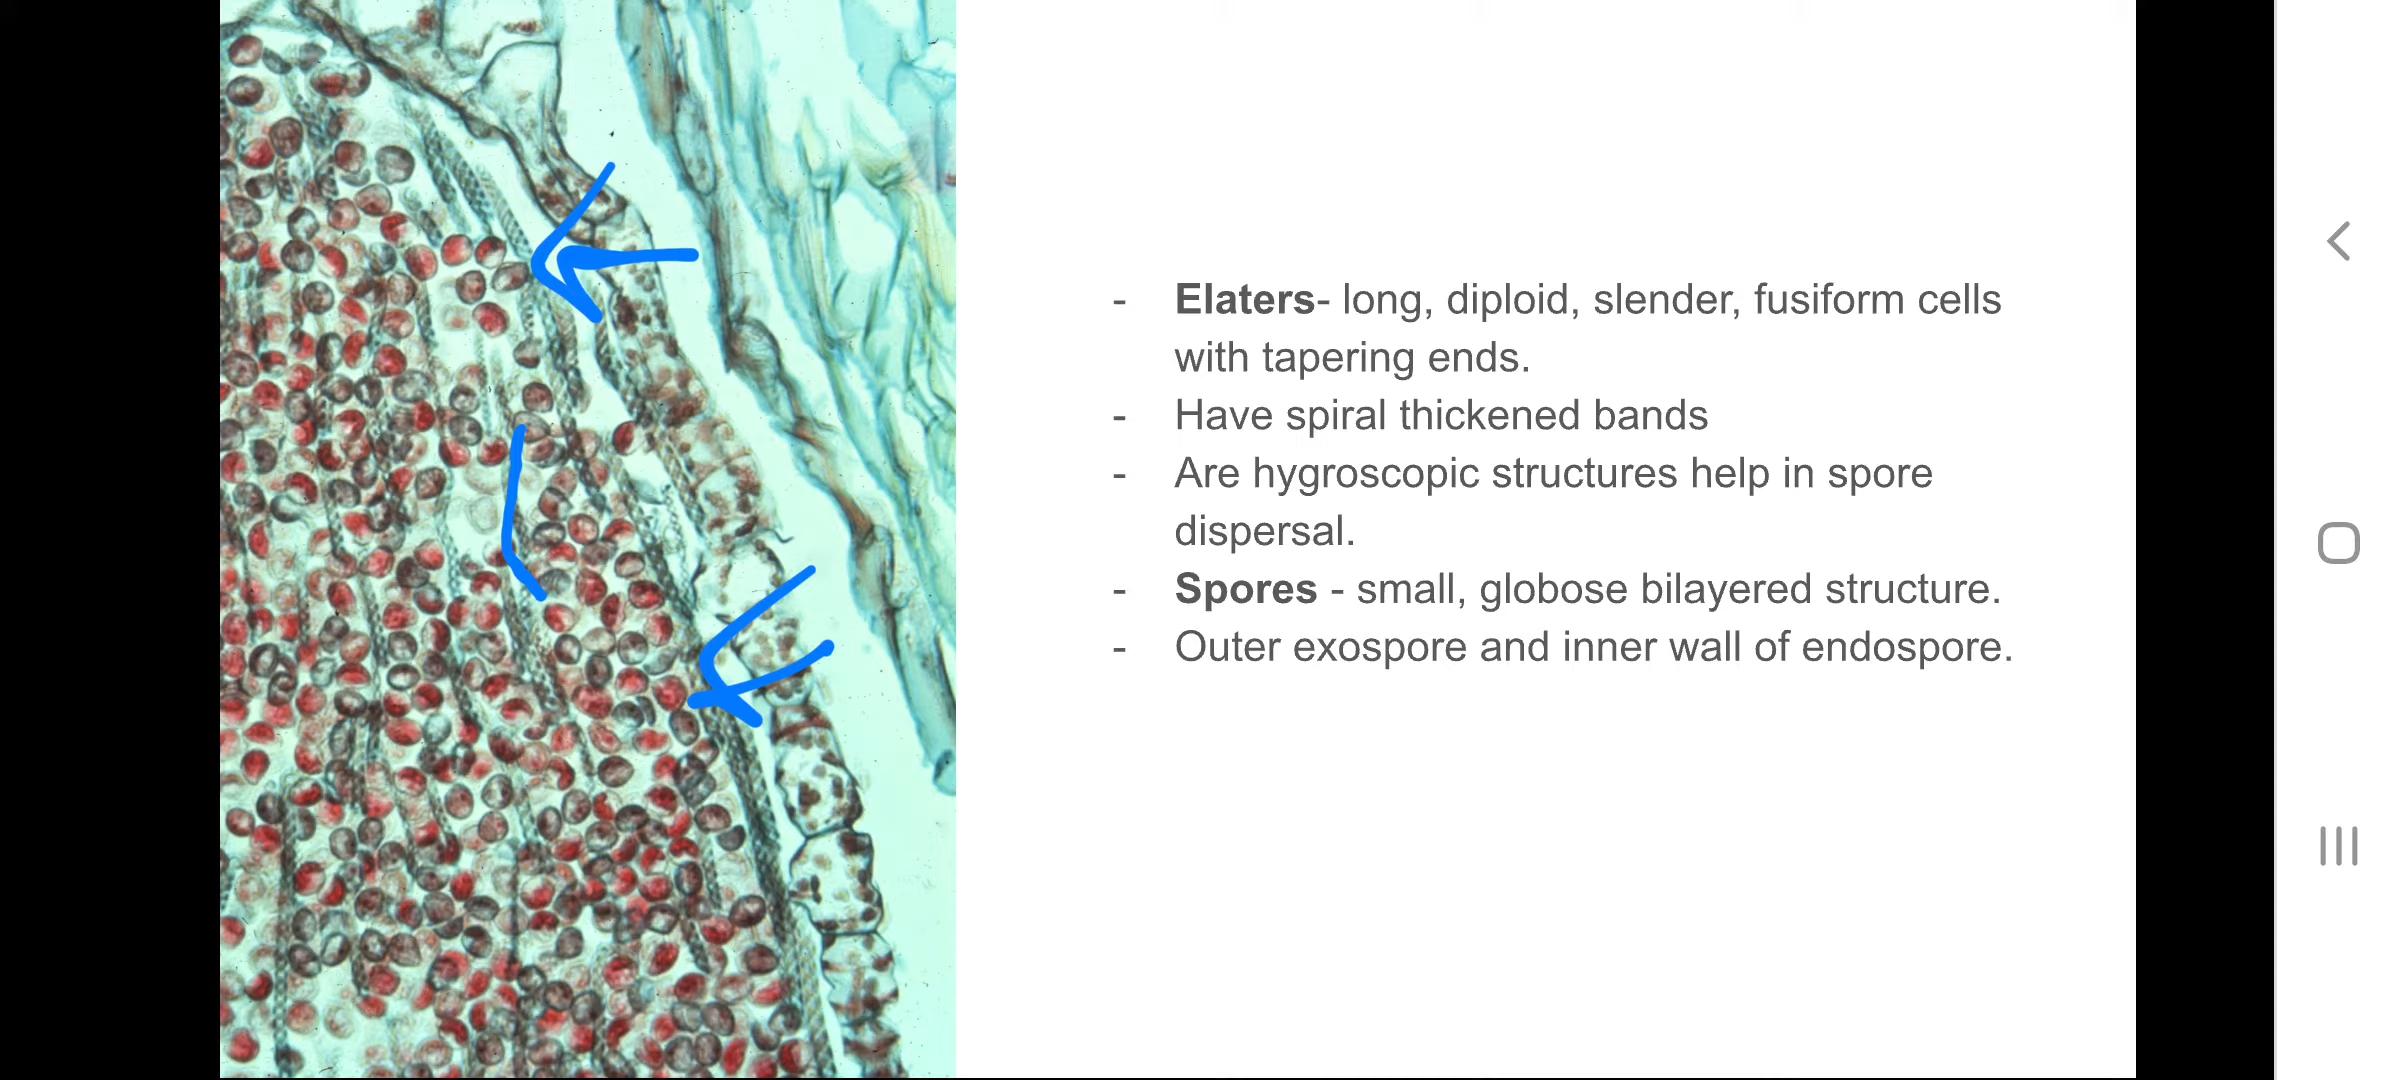 - Elaters- long, diploid, slender, fusiform cells
with tapering ends.
- Have spiral thickened bands
- Are hygroscopic structures help in spore
dispersal.
- Spores - small, globose bilayered structure.
- Outer exospore and inner wall of endospore.